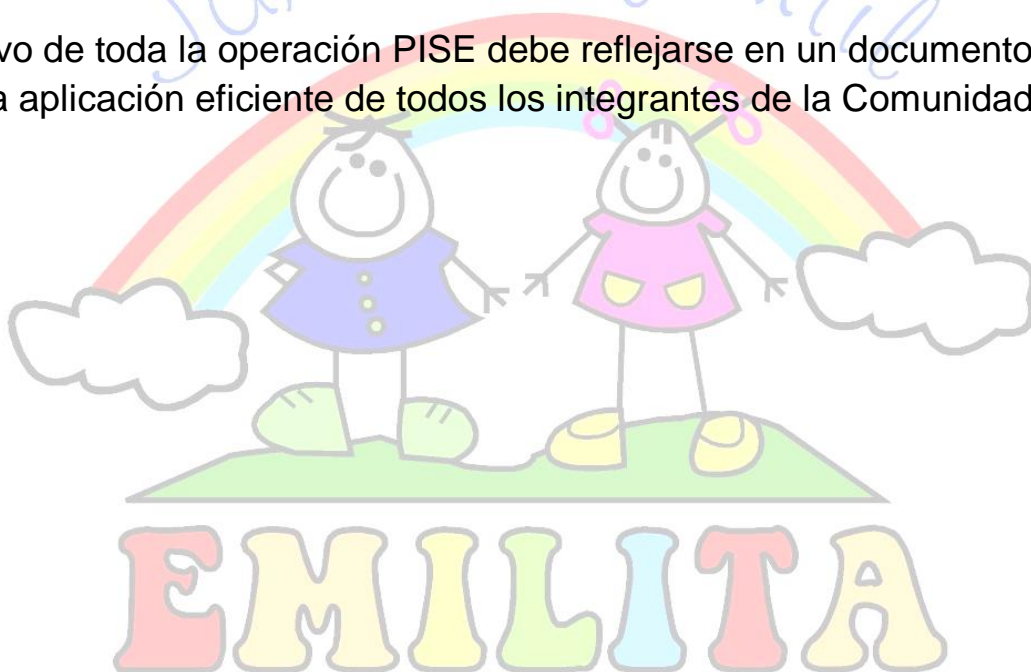 vo de toda la operación PISE debe reflejarse en un documento
a aplicación eficiente de todos los integrantes de la Comunidad
EMILITA